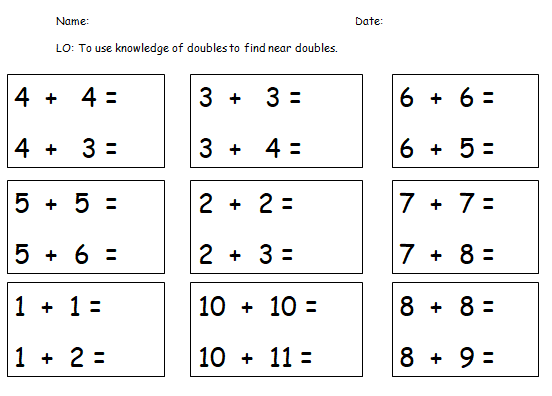 Name: Date:
LO: To use knowledge of doubles to find near doubles.
4 + 4 =
4 + 3 =
3 + 3 =
3 + 4 =
6 + 6 =
6 + 5 =
5 + 5 =
5 + 6 =
2 + 2 =
2 + 3 =
7 + 7 =
7 + 8 =
1 + 1 =
1 + 2 =
10 + 10 =
10 + 11 =
8 + 8 =
8 + 9 =